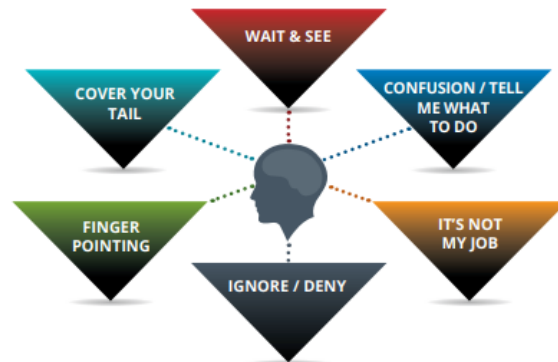 WAIT & SEE
COVER YOUR
TAIL
CONFUSION / TELL
ME WHAT
TO DO
FINGER
POINTING
IT'S NOT
MY JOB
IGNORE / DENY